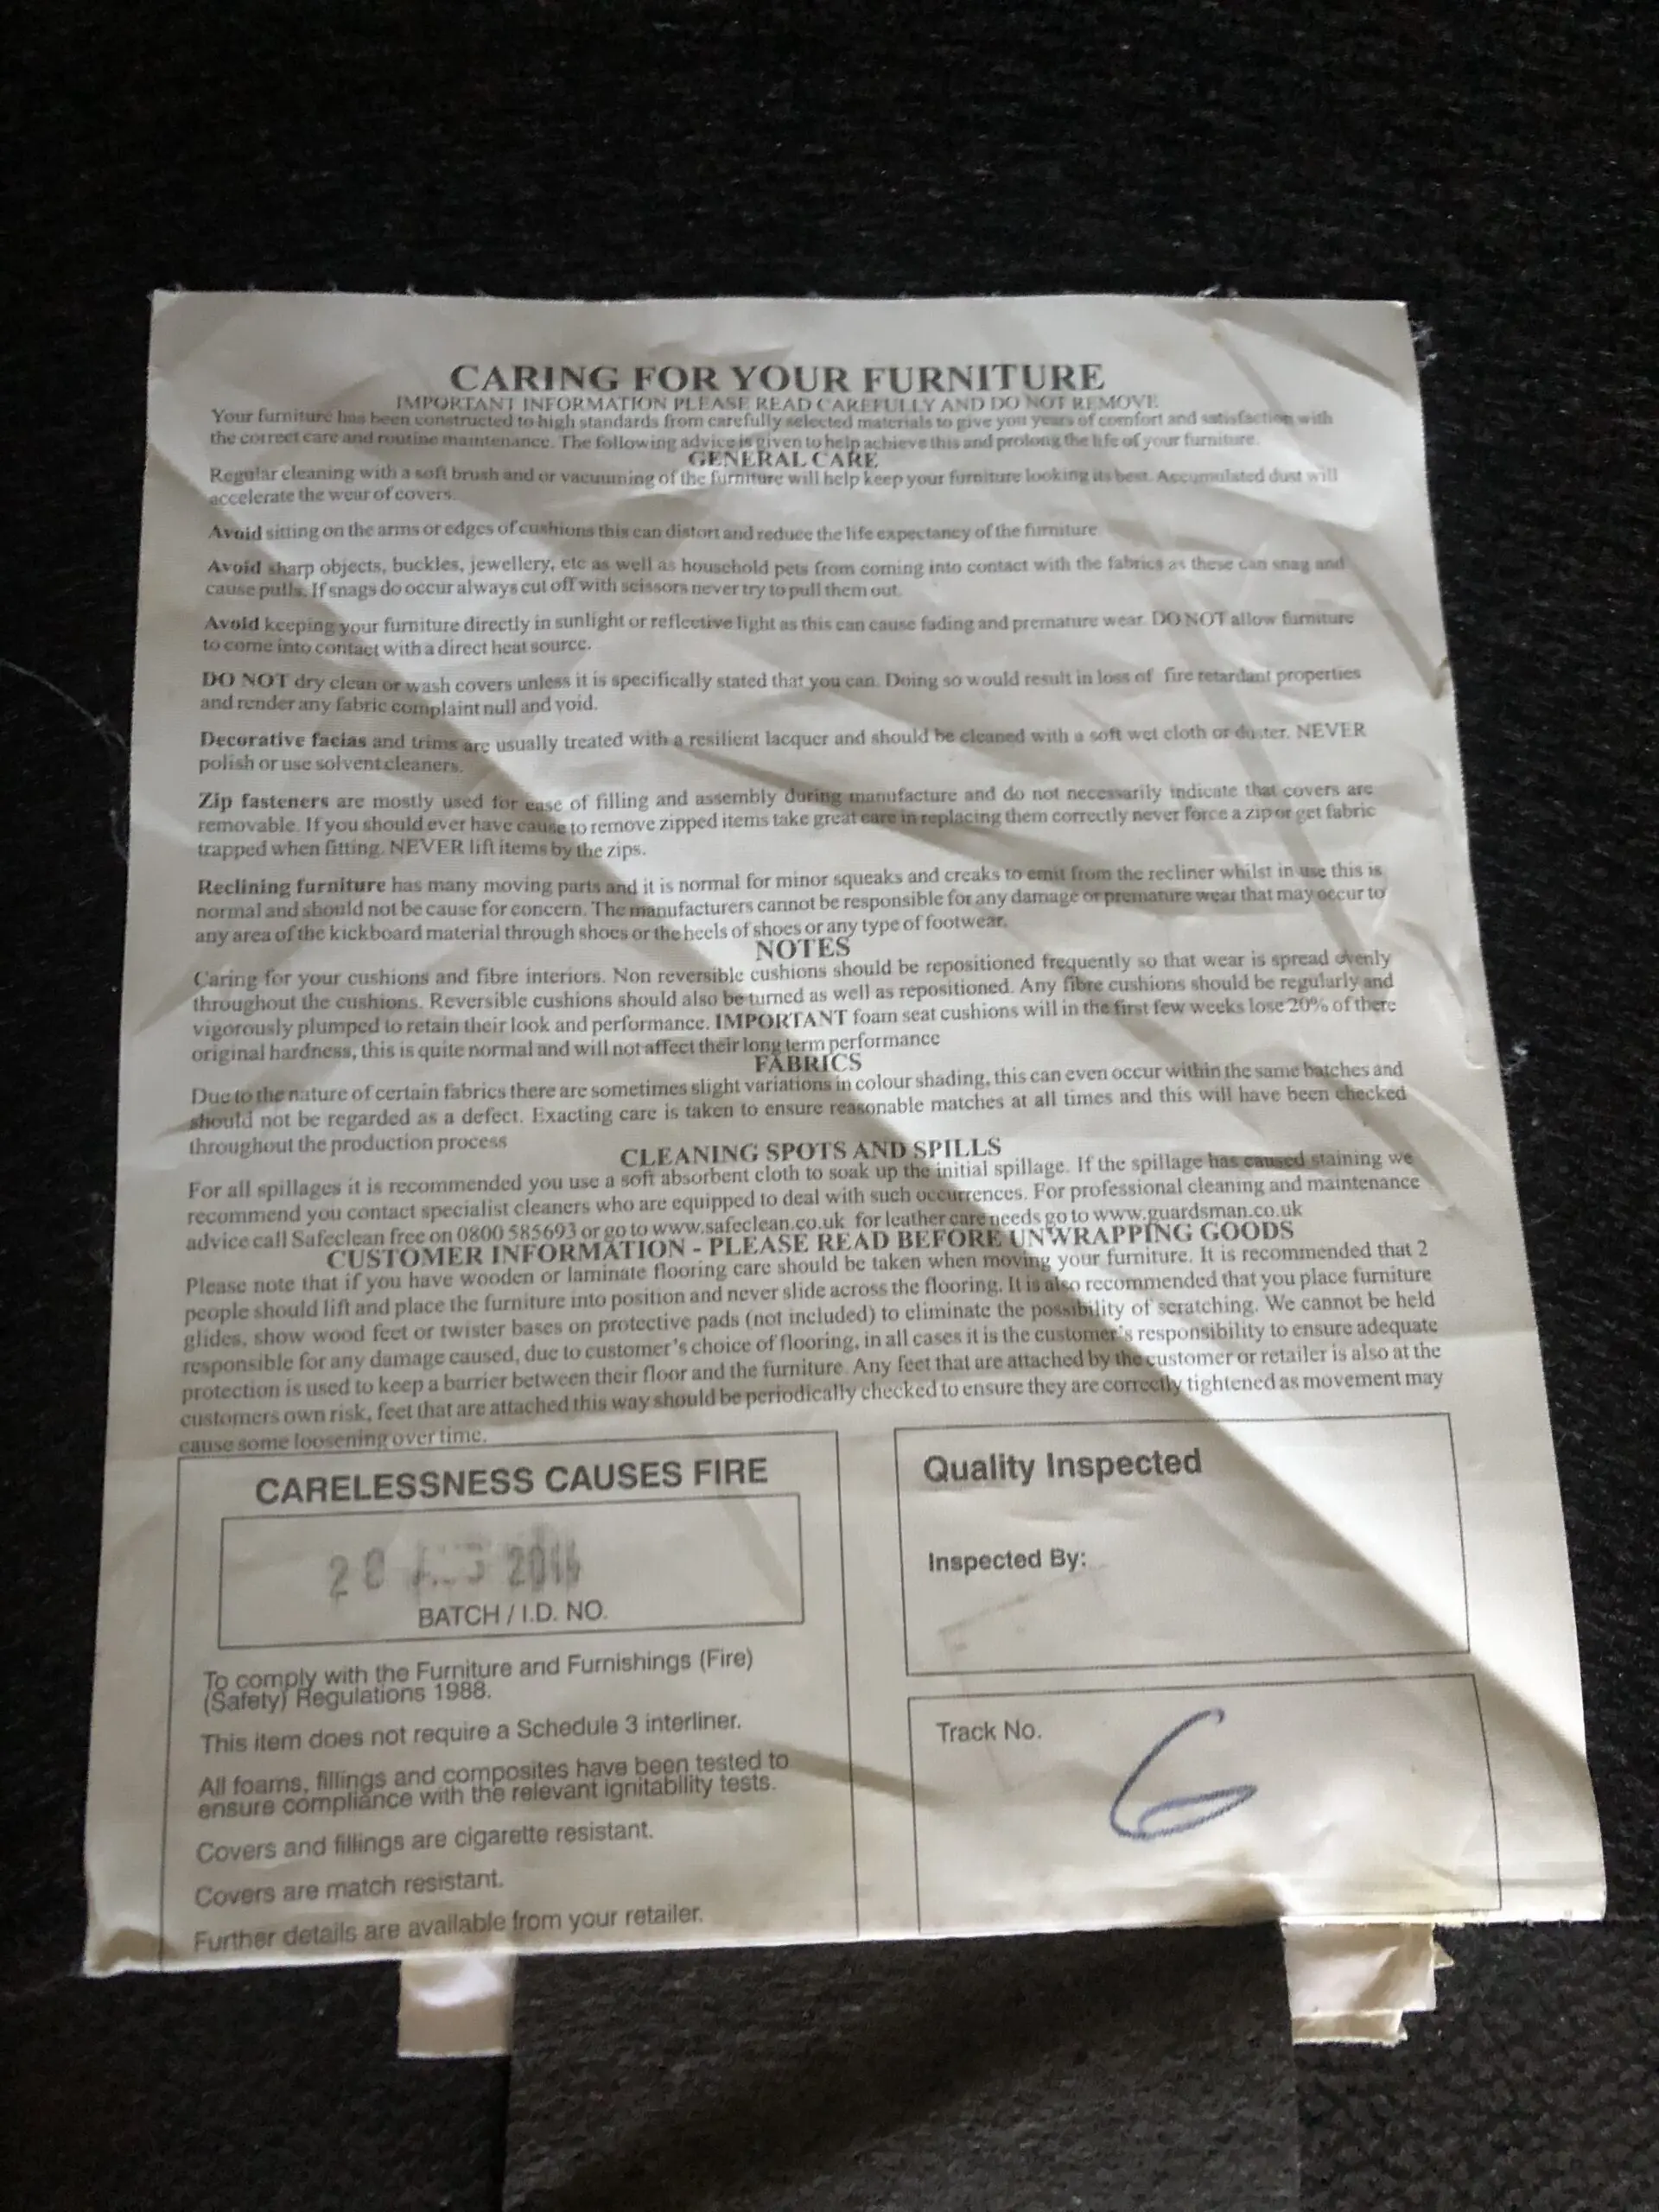 CARING FOR YOUR FURNITURE
IMPORTANT INFORMATION PLEASE READ CAREFULLY AND DO NOT REMOVE
Your furniture has been constructed to high standards from carefully selected materials to give you years of comfort and satisfaction with
the correct care and routine maintenance. The following advice is given to help achieve this and prolong the life of your furniture.
GENERAL CARE
Regular cleaning with a soft brush and or vacuuming of the furniture will help keep your furniture looking its best. Accumulated dust will
accelerate the wear of covers.
Avoid sitting on the arms or edges of cushions this can distort and reduce the life expectancy of the furniture
Avoid sharp objects, buckles, jewellery, etc as well as household pets from coming into contact with the fabrics as these can snag and
cause pulls. If snags do occur always cut off with scissors never try to pull them out.
Avoid keeping your furniture directly in sunlight or reflective light as this can cause fading and premature wear. DO NOT allow furniture
to come into contact with a direct heat source.
DO NOT dry clean or wash covers unless it is specifically stated that you can. Doing so would result in loss of fire retardant properties
and render any fabric complaint null and void.
Decorative facias and trims are usually treated with a resilient lacquer and should be cleaned with a soft wet cloth or duster. NEVER
polish or use solvent cleaners.
Zip fasteners are mostly used for ease of filling and assembly during manufacture and do not necessarily indicate that covers are
removable. If you should ever have cause to remove zipped items take great care in replacing them correctly never force a zip or get fabric
trapped when fitting. NEVER lift items by the zips.
Reclining furniture has many moving parts and it is normal for minor squeaks and creaks to emit from the recliner whilst in use this is
normal and should not be cause for concern. The manufacturers cannot be responsible for any damage or premature wear that may occur to
any area of the kickboard material through shoes or the heels of shoes or any type of footwear.
NOTES
Caring for your cushions and fibre interiors. Non reversible cushions should be repositioned frequently so that wear is spread evenly
throughout the cushions. Reversible cushions should also be turned as well as repositioned. Any fibre cushions should be regularly and
vigorously plumped to retain their look and performance. IMPORTANT foam seat cushions will in the first few weeks lose 20% of there
original hardness, this is quite normal and will not affect their long term performance
FABRICS
Due to the nature of certain fabrics there are sometimes slight variations in colour shading, this can even occur within the same batches and
should not be regarded as a defect. Exacting care is taken to ensure reasonable matches at all times and this will have been checked
throughout the production process
CLEANING SPOTS AND SPILLS
For all spillages it is recommended you use a soft absorbent cloth to soak up the initial spillage. If the spillage has caused staining we
recommend you contact specialist cleaners who are equipped to deal with such occurrences. For professional cleaning and maintenance
advice call Safeclean free on 0800 585693 or go to www.safeclean.co.uk for leather care needs go to www.guardsman.co.uk
CUSTOMER INFORMATION - PLEASE READ BEFORE UNWRAPPING GOODS
Please note that if you have wooden or laminate flooring care should be taken when moving your furniture. It is recommended that 2
people should lift and place the furniture into position and never slide across the flooring. It is also recommended that you place furniture
glides, show wood feet or twister bases on protective pads (not included) to eliminate the possibility of scratching. We cannot be held
responsible for any damage caused, due to customer's choice of flooring, in all cases it is the customer's responsibility to ensure adequate
protection is used to keep a barrier between their floor and the furniture. Any feet that are attached by the customer or retailer is also at the
customers own risk, feet that are attached this way should be periodically checked to ensure they are correctly tightened as movement may
cause some loosening over time.
CARELESSNESS CAUSES FIRE
BATCH / I.D. NO.
To comply with the Furniture and Furnishings (Fire)
(Safety) Regulations 1988.
This item does not require a Schedule 3 interliner.
All foams, fillings and composites have been tested to
ensure compliance with the relevant ignitability tests.
Covers and fillings are cigarette resistant.
Covers are match resistant.
Further details are available from your retailer.
Quality Inspected
Inspected By:
Track No.
6